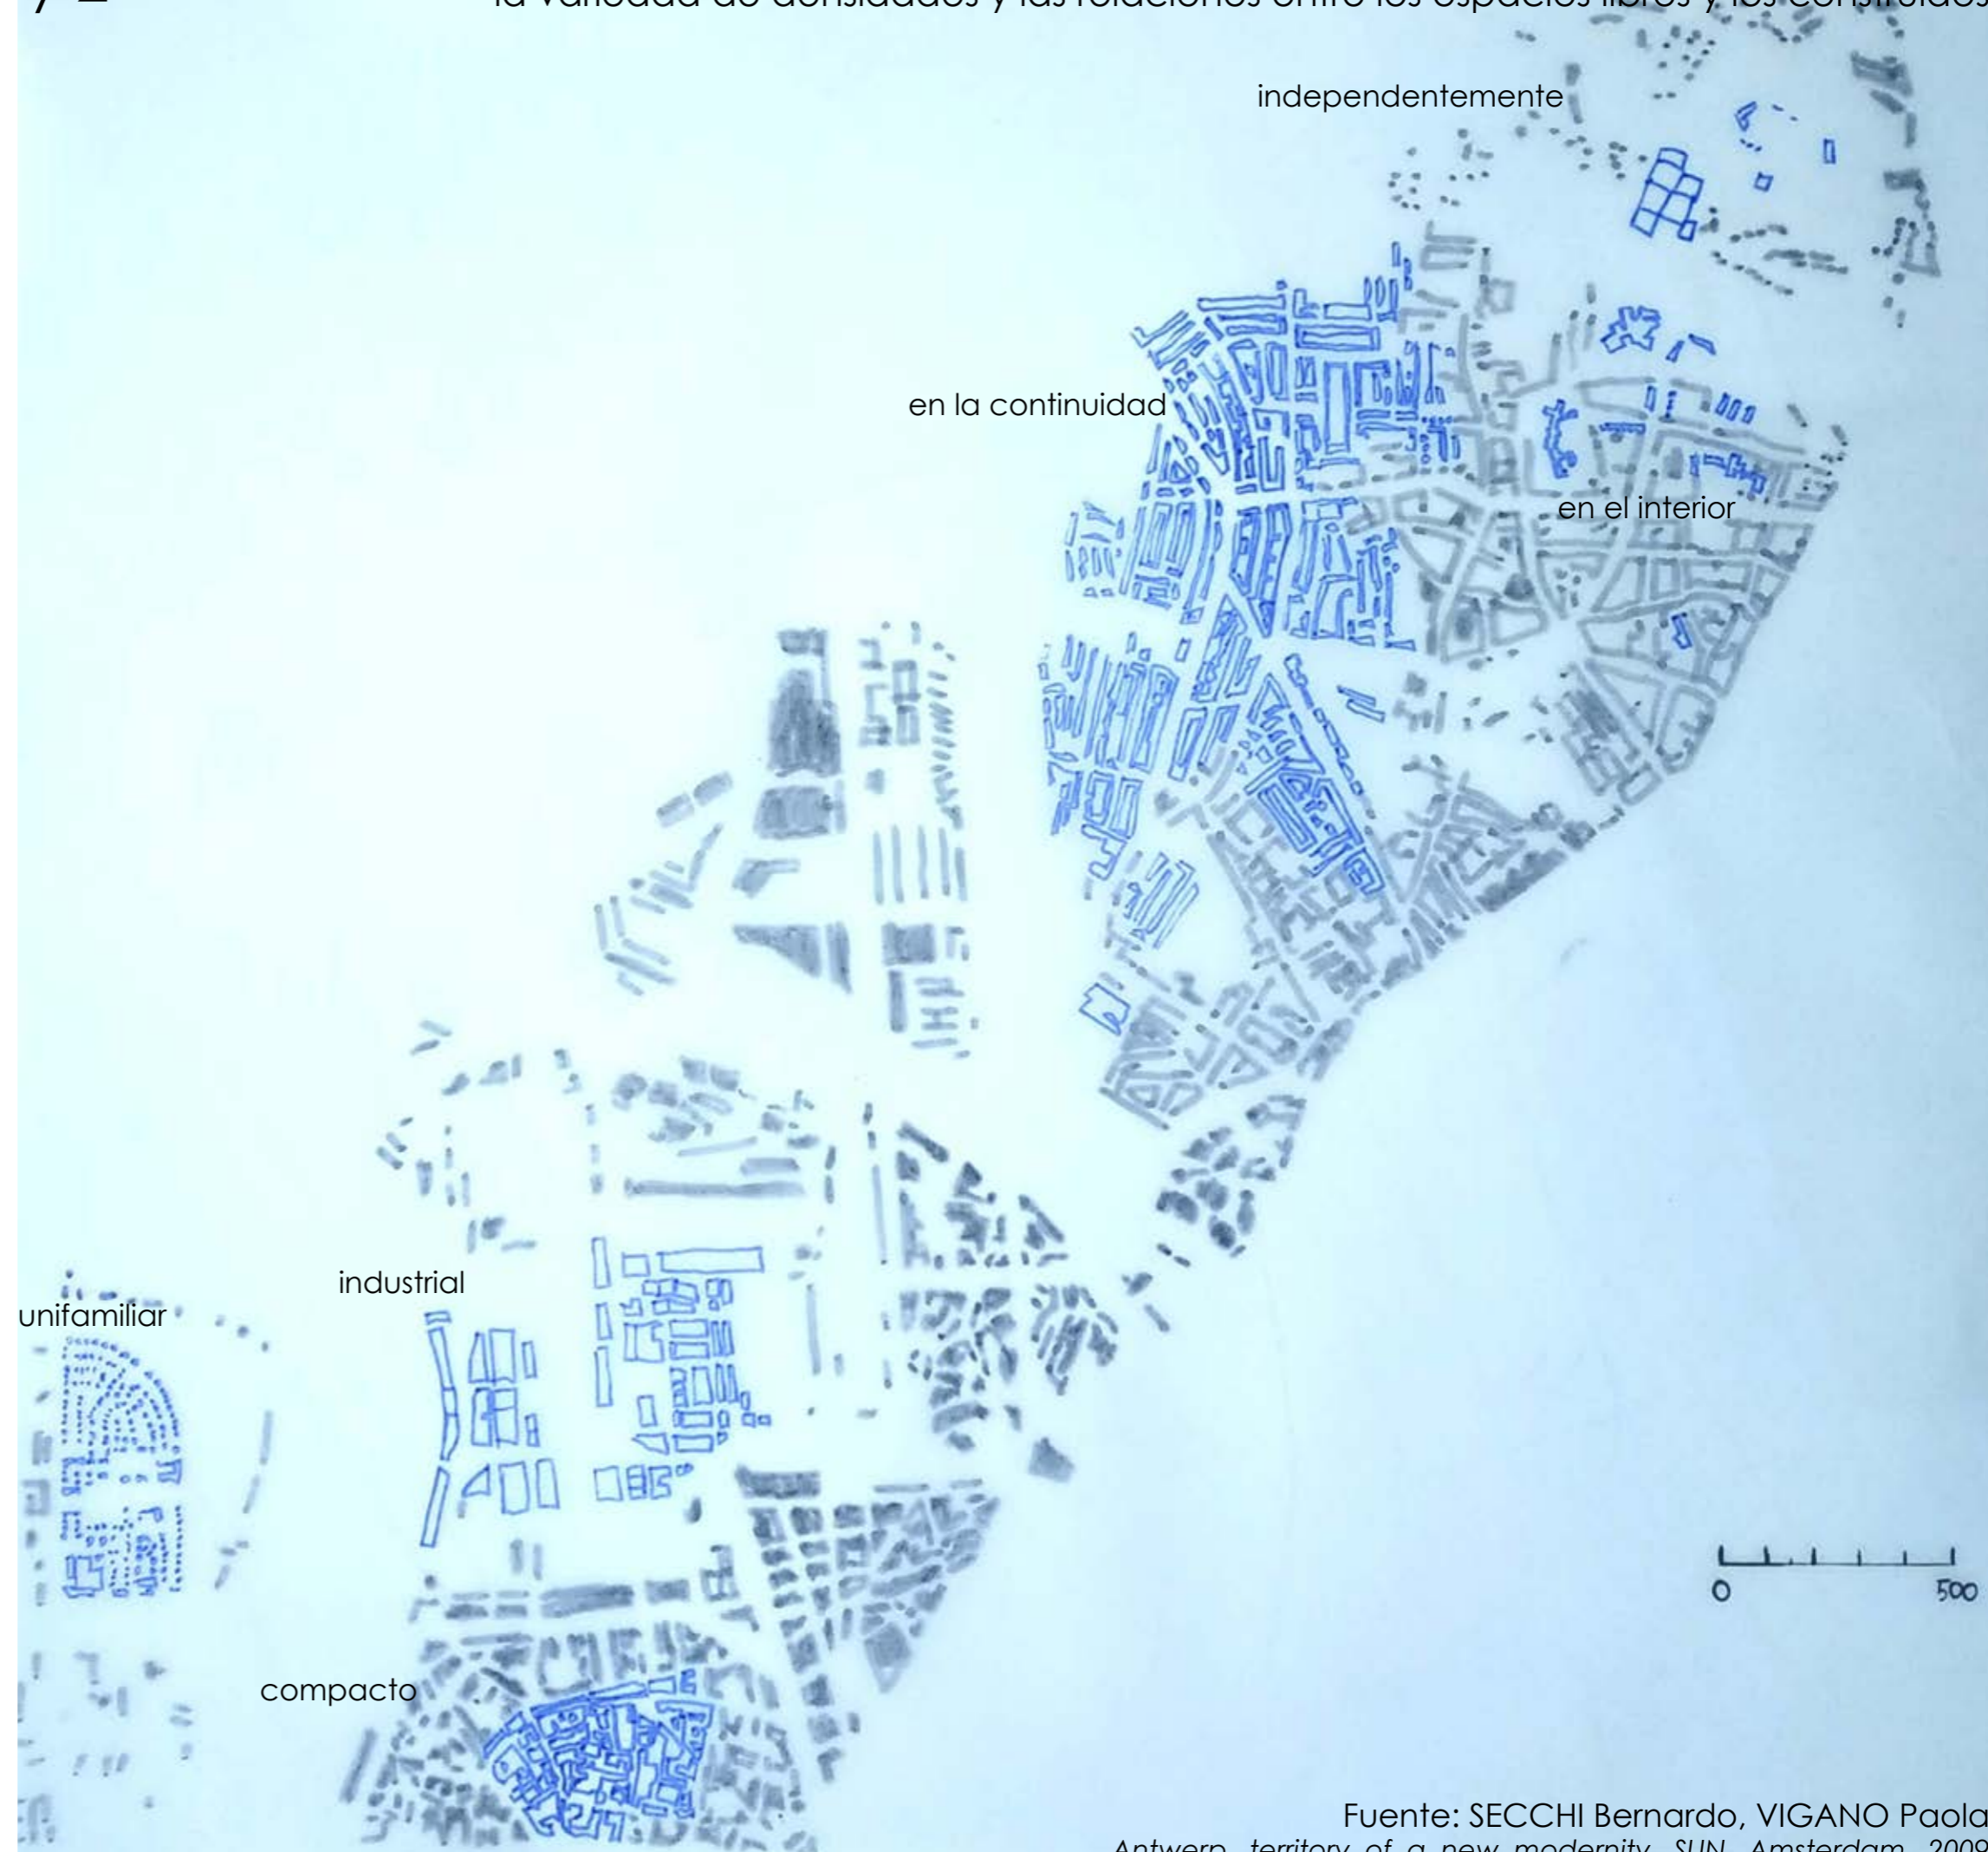 la variedad de densidades y las relaciones entre los espacios libres y los construidos
independentemente
en la continuidad
en el interior
industrial
unifamiliar
compacto
0 500
Fuente: SECCHI Bernardo, VIGANO Paola
Antwerp, territory of a new modernity, SUN, Amsterdam, 2009